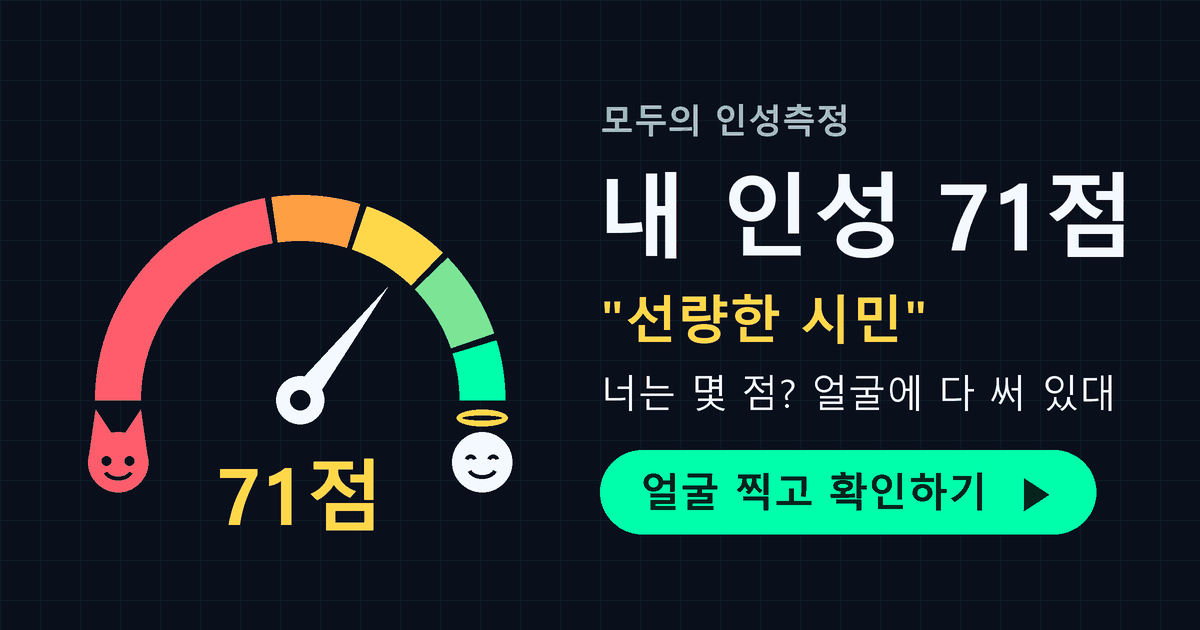 모두의 인성측정
내 인성 71점
"선량한 시민"
너는 몇 점? 얼굴에 다 써 있대
얼굴 찍고 확인하기
71점